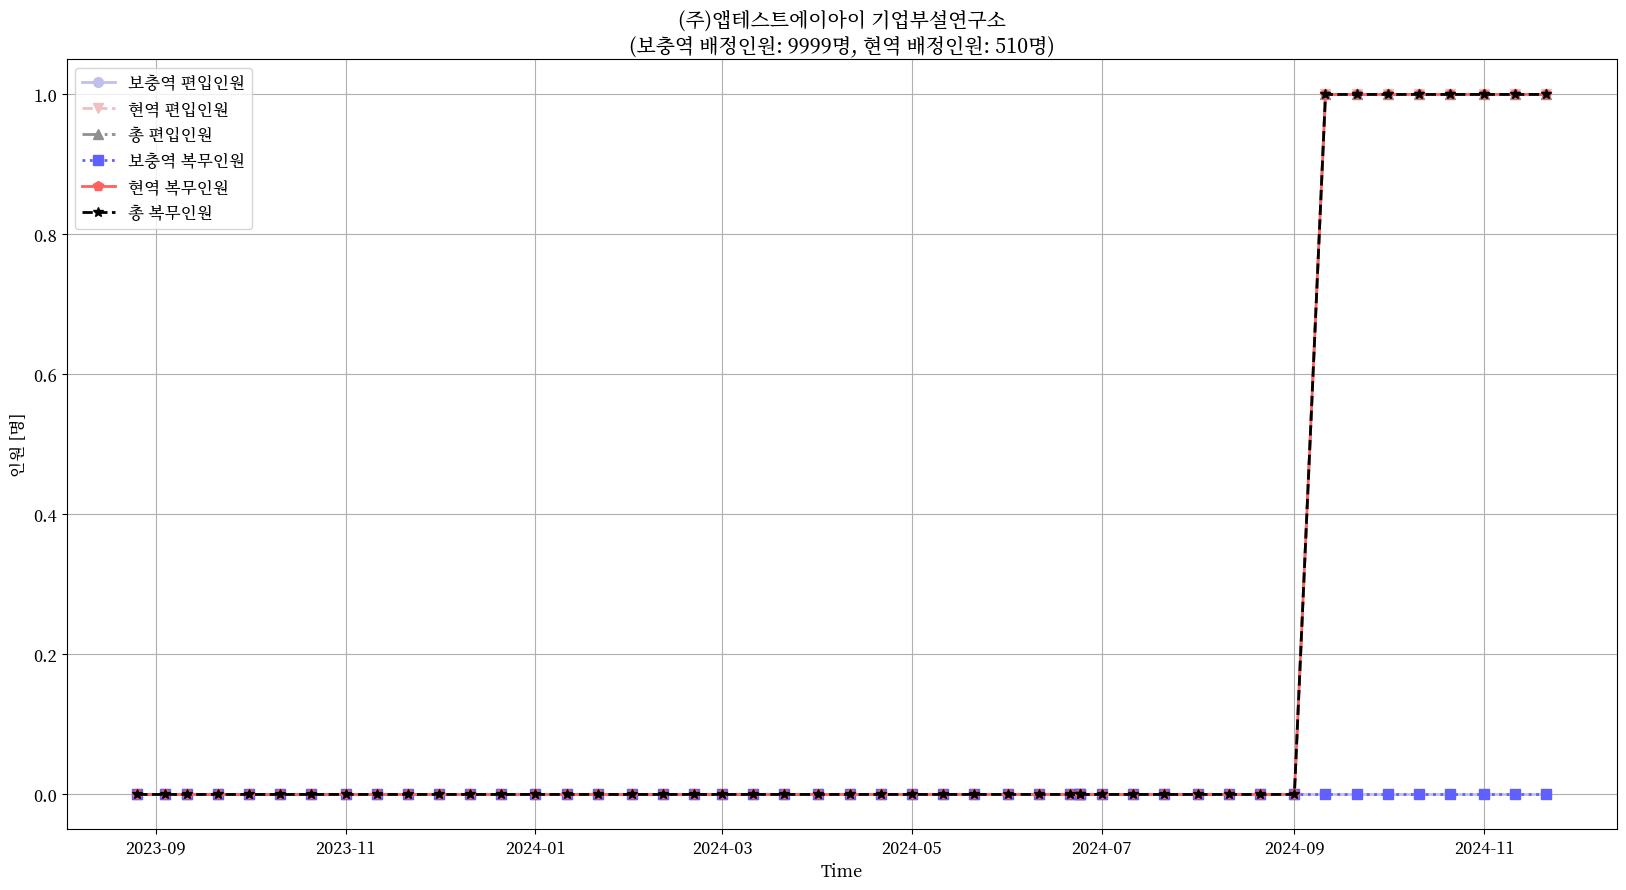 (주)앱테스트에이아이 기업부설연구소
(보충역 배정인원: 9999명, 현역 배정인원: 510명)
보충역 편입인원
현역 편입인원
총 편입인원
보충역 복무인원
현역 복무인원
총 복무인원
인원 [명]
1.0
0.8
0.6
0.4
0.2
0.0
2023-09
2023-11
2024-01
2024-03
2024-05
2024-07
2024-09
2024-11
Time